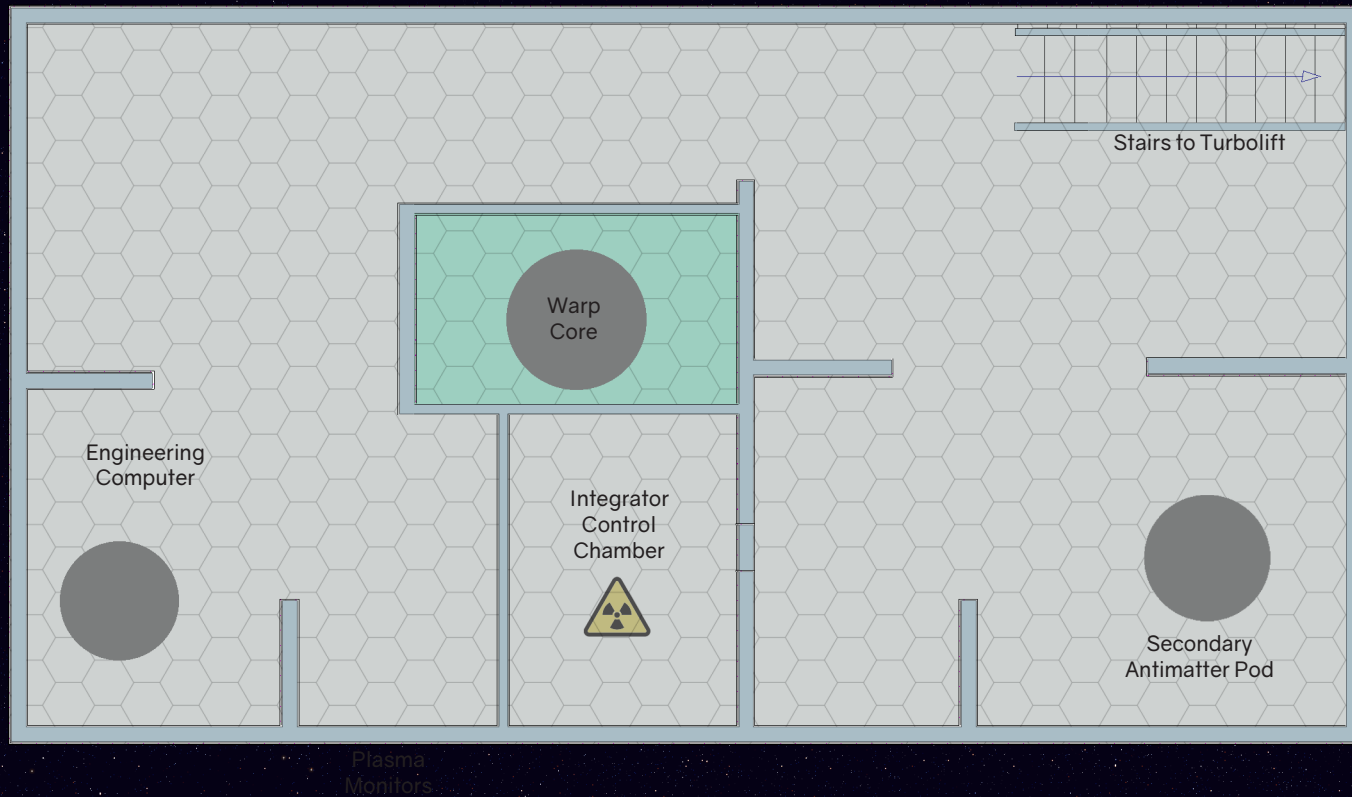 Stairs to Turbolift
Warp
Core
Engineering
Computer
Integrator
Control
Chamber
Secondary
Antimatter Pod
Plasma
Monitors